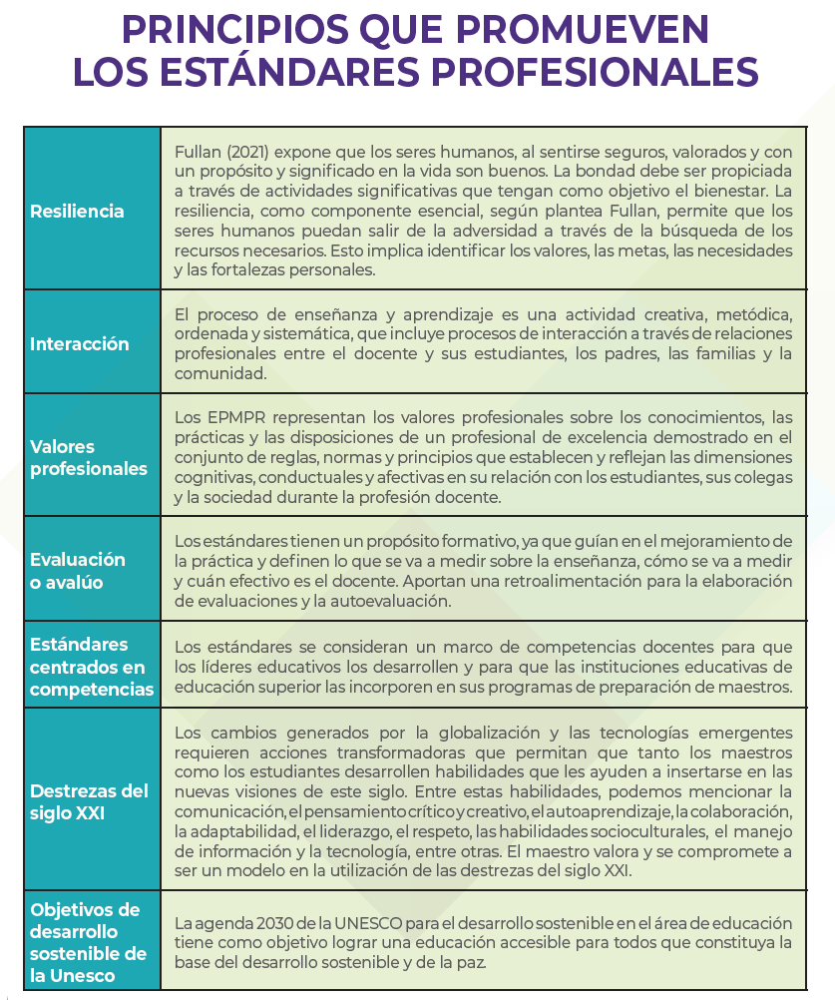 PRINCIPIOS QUE PROMUEVEN
LOS ESTÁNDARES PROFESIONALES
Resiliencia
Fullan (2021) expone que los seres humanos, al sentirse seguros, valorados y con
un propósito y significado en la vida son buenos. La bondad debe ser propiciada
a través de actividades significativas que tengan como objetivo el bienestar. La
resiliencia, como componente esencial, según plantea Fullan, permite que los
seres humanos puedan salir de la adversidad a través de la búsqueda de los
recursos necesarios. Esto implica identificar los valores, las metas, las necesidades
y las fortalezas personales.
Interacción
El proceso de enseñanza y aprendizaje es una actividad creativa, metódica,
ordenada y sistemática, que incluye procesos de interacción a través de relaciones
profesionales entre el docente y sus estudiantes, los padres, las familias y la
comunidad.
Valores
profesionales
Los EPMPR representan los valores profesionales sobre los conocimientos, las
prácticas y las disposiciones de un profesional de excelencia demostrado en el
conjunto de reglas, normas y principios que establecen y reflejan las dimensiones
cognitivas, conductuales y afectivas en su relación con los estudiantes, sus colegas
y la sociedad durante la profesión docente.
Evaluación
o avalúo
Los estándares tienen un propósito formativo, ya que guían en el mejoramiento de
la práctica y definen lo que se va a medir sobre la enseñanza, cómo se va a medir
y cuán efectivo es el docente. Aportan una retroalimentación para la elaboración
de evaluaciones y la autoevaluación.
Estándares
centrados en
competencias
Los estándares se consideran un marco de competencias docentes para que
los líderes educativos los desarrollen y para que las instituciones educativas de
educación superior las incorporen en sus programas de preparación de maestros.
Destrezas del
siglo XXI
Los cambios generados por la globalización y las tecnologías emergentes
requieren acciones transformadoras que permitan que tanto los maestros
como los estudiantes desarrollen habilidades que les ayuden a insertarse en las
nuevas visiones de este siglo. Entre estas habilidades, podemos mencionar la
comunicación, el pensamiento crítico y creativo, el autoaprendizaje, la colaboración,
la adaptabilidad, el liderazgo, el respeto, las habilidades socioculturales, el manejo
de información y la tecnología, entre otras. El maestro valora y se compromete a
ser un modelo en la utilización de las destrezas del siglo XXI.
Objetivos de
desarrollo
sostenible de
la Unesco
La agenda 2030 de la UNESCO para el desarrollo sostenible en el área de educación
tiene como objetivo lograr una educación accesible para todos que constituya la
base del desarrollo sostenible y de la paz.